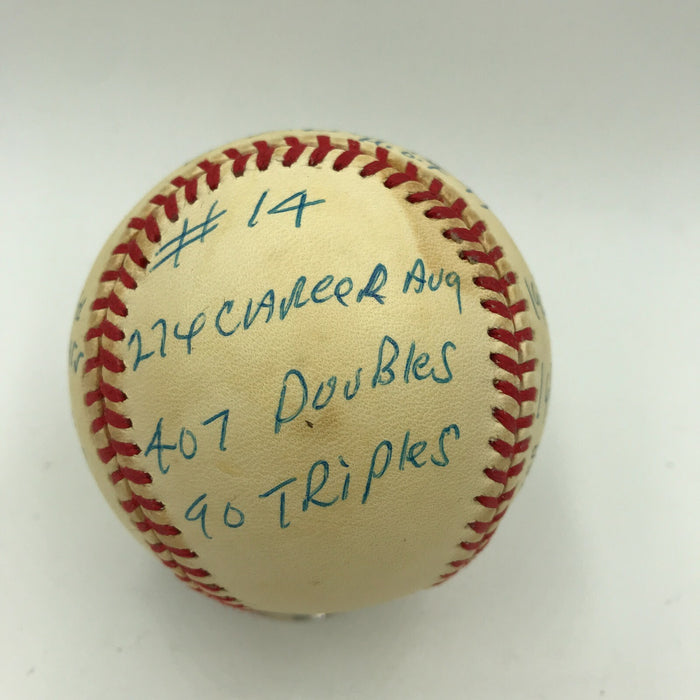 # 14
274 CAREER AVg
407 DouBles
90 TRiples